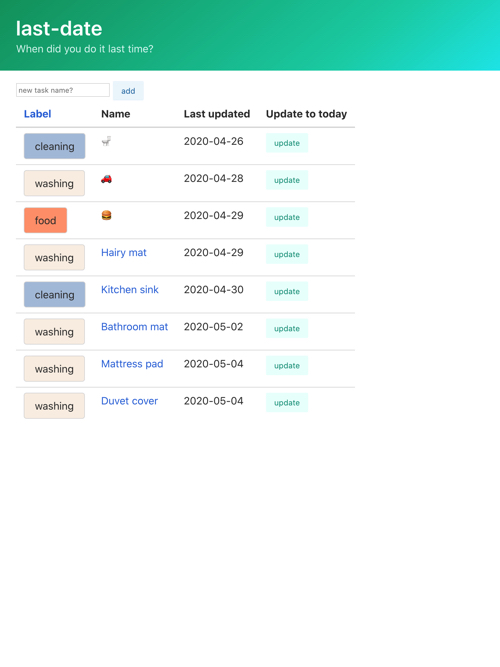 last-date
When did you do it last time?
new task name? add
Label Name Last updated Update to today
cleaning 2020-04-26 update
washing 🚗 2020-04-28 update
food 🍔 2020-04-29 update
washing Hairy mat 2020-04-29 update
cleaning Kitchen sink 2020-04-30 update
washing Bathroom mat 2020-05-02 update
washing Mattress pad 2020-05-04 update
washing Duvet cover 2020-05-04 update